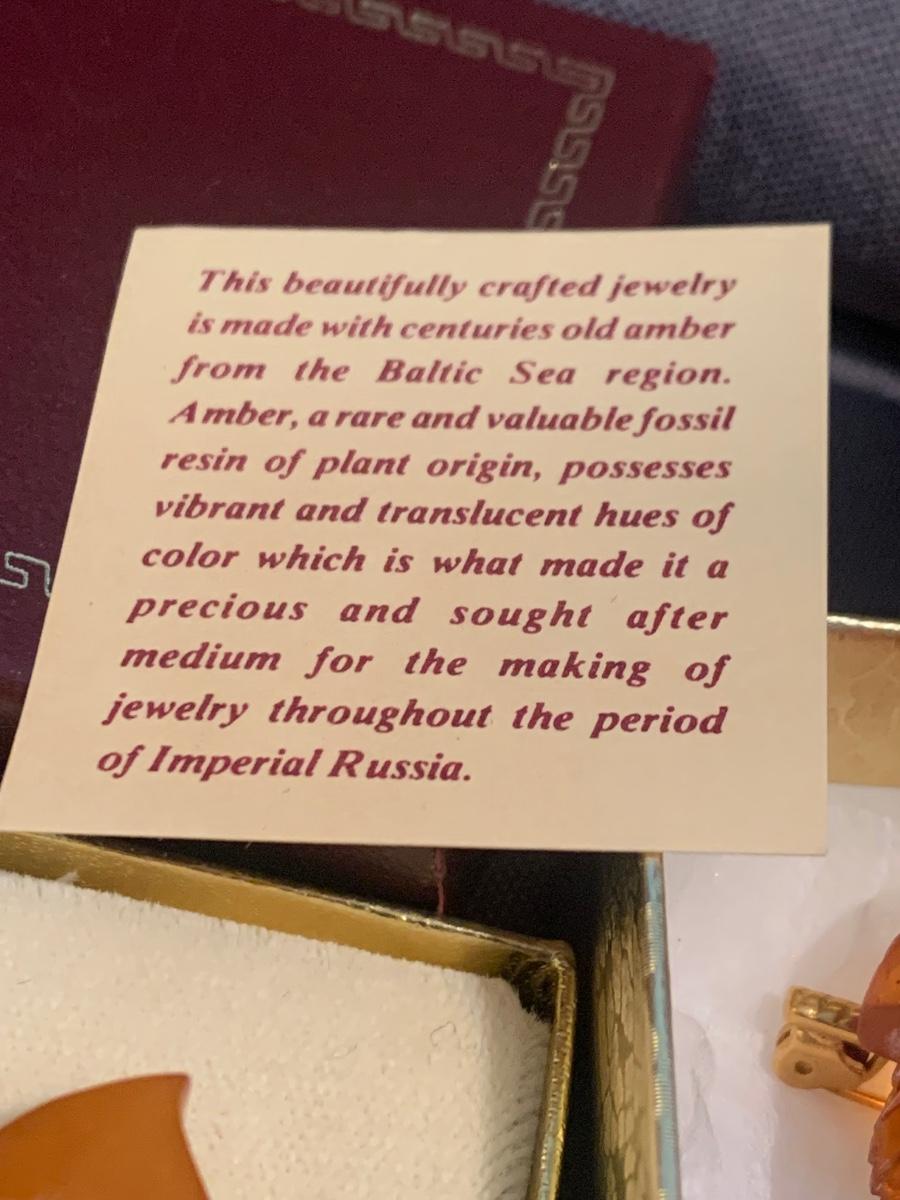 This beautifully crafted jewelry
is made with centuries old amber
from the Baltic Sea region.
Amber, a rare and valuable fossil
resin of plant origin, possesses
vibrant and translucent hues of
color which is what made it a
precious and sought after
medium for the making of
jewelry throughout the period
of Imperial Russia.